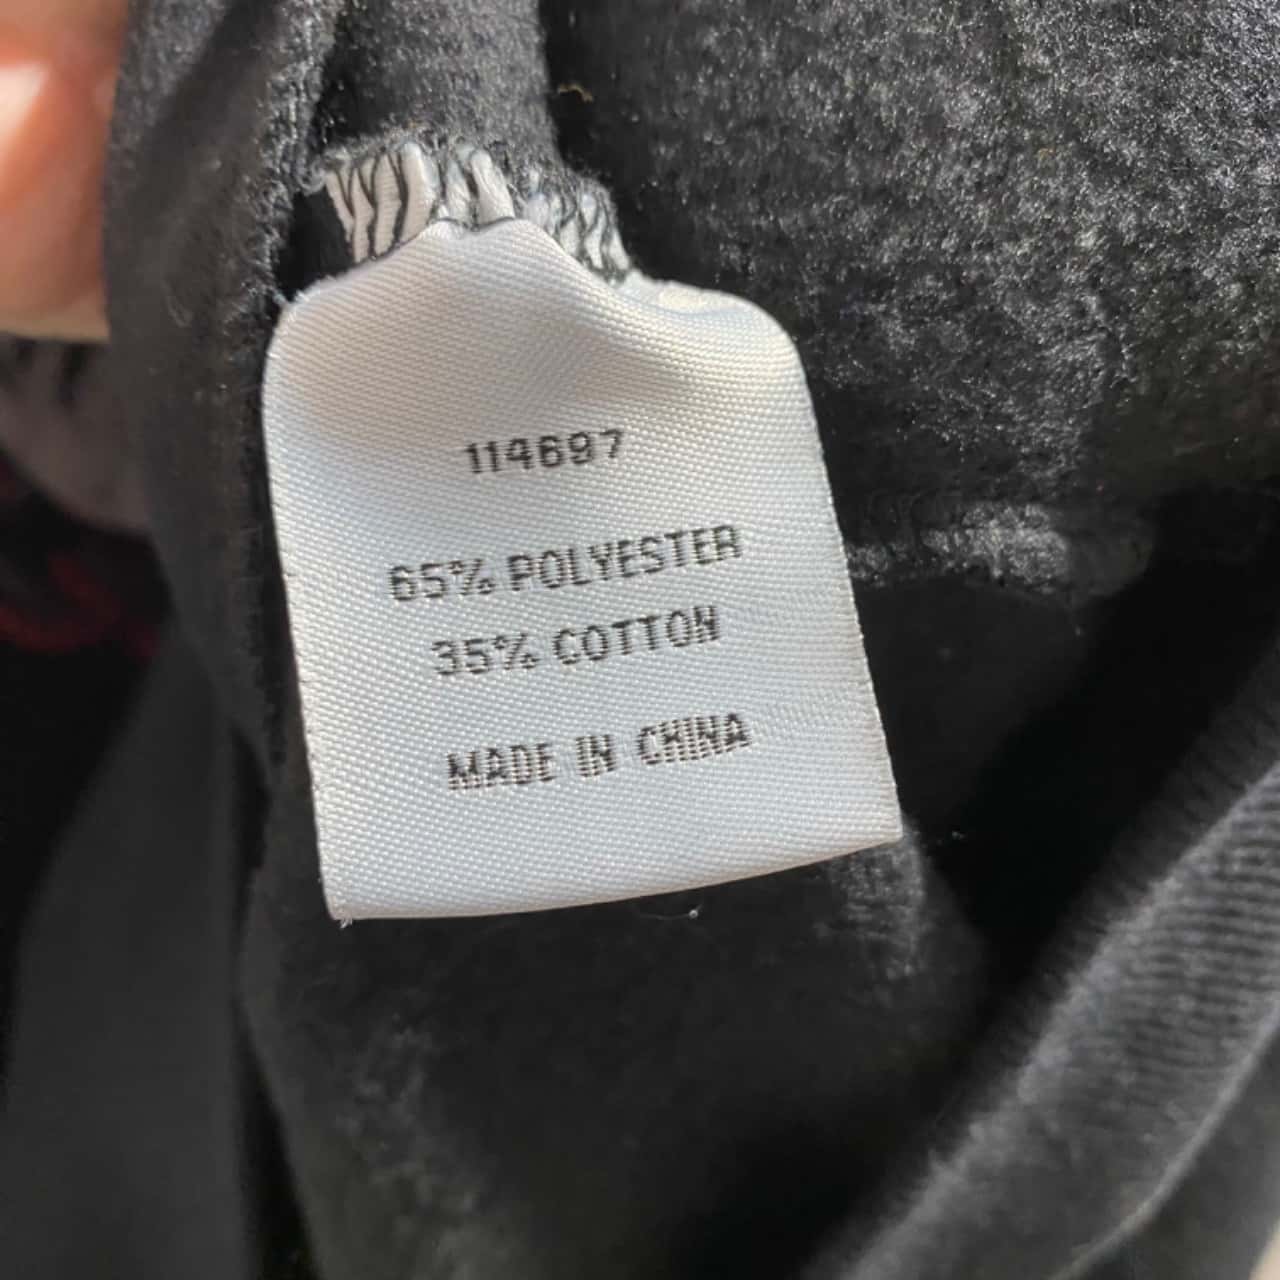 114697
65% POLYESTER
35% COTTON
MADE IN CHINA